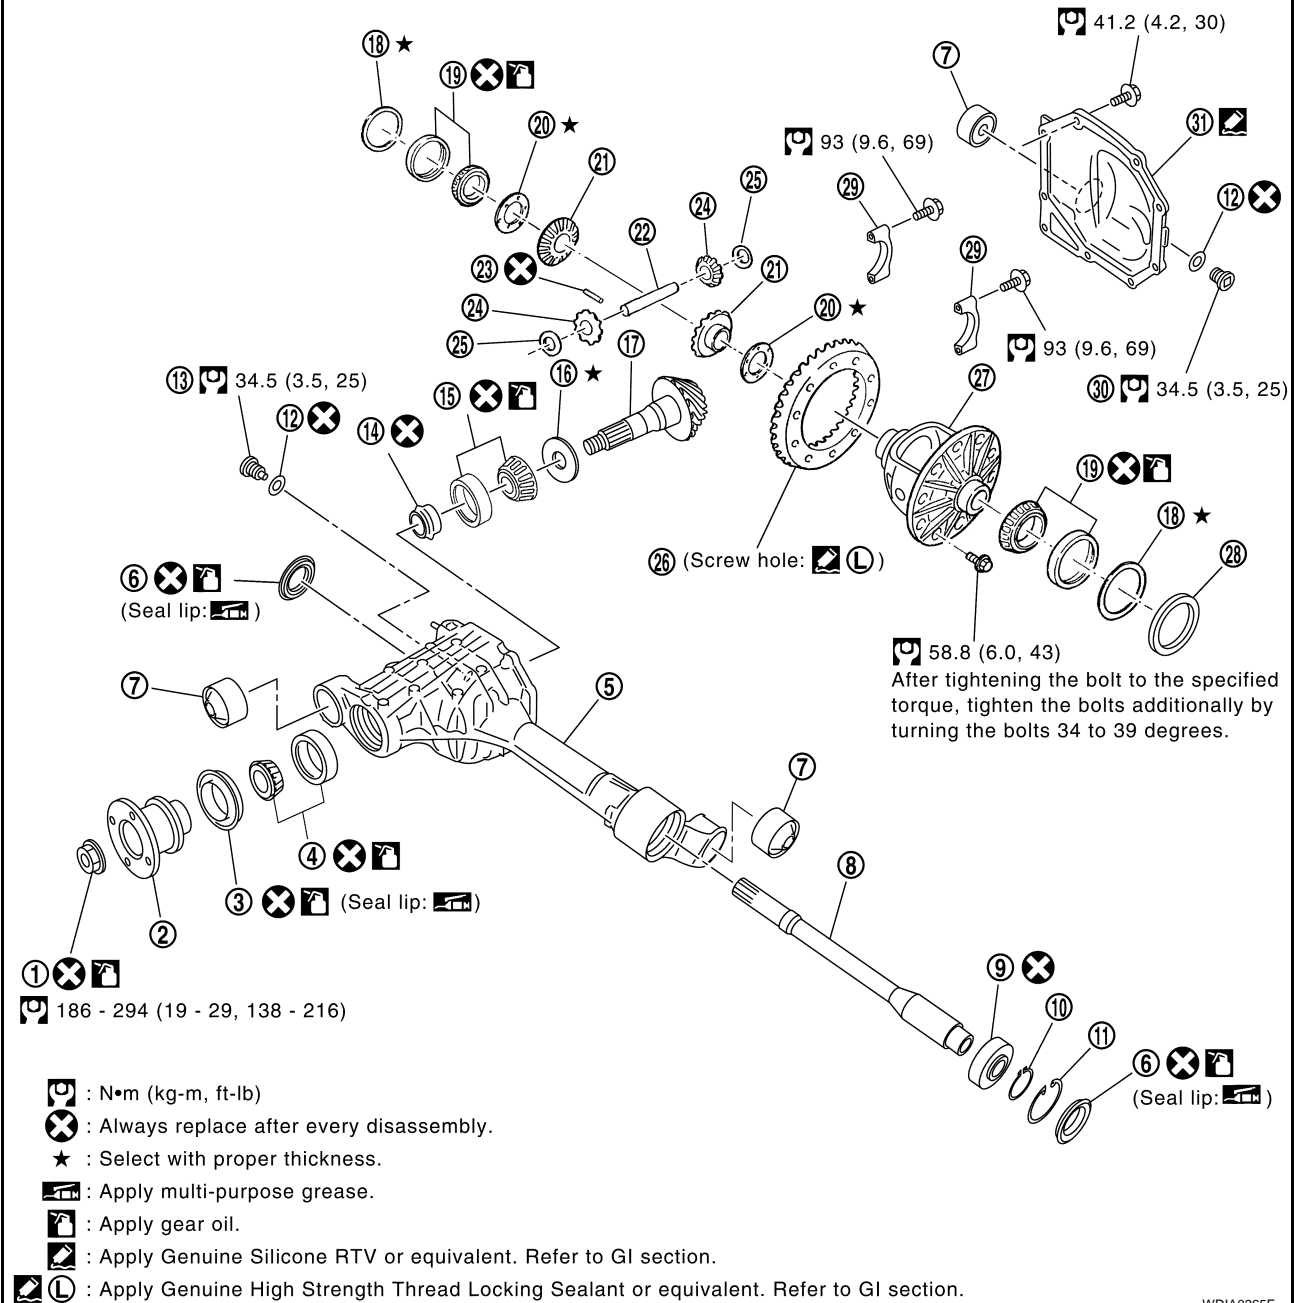 41.2 (4.2, 30)
18 ★
7
19
31
20 ★
93 (9.6, 69)
21
25
29
24
12
22
23
29
21
24
20 ★
25
17
93 (9.6, 69)
16 ★
27
30 34.5 (3.5, 25)
13 34.5 (3.5, 25)
15
12
14
19
18 ★
26 (Screw hole: L )
28
6
(Seal lip: )
58.8 (6.0, 43)
After tightening the bolt to the specified
torque, tighten the bolts additionally by
turning the bolts 34 to 39 degrees.
7
5
7
4
8
3 (Seal lip: )
2
9
1
186 - 294 (19 - 29, 138 - 216)
10
11
6
(Seal lip: )
: N•m (kg-m, ft-lb)
: Always replace after every disassembly.
★ : Select with proper thickness.
: Apply multi-purpose grease.
: Apply gear oil.
: Apply Genuine Silicone RTV or equivalent. Refer to GI section.
L : Apply Genuine High Strength Thread Locking Sealant or equivalent. Refer to GI section.